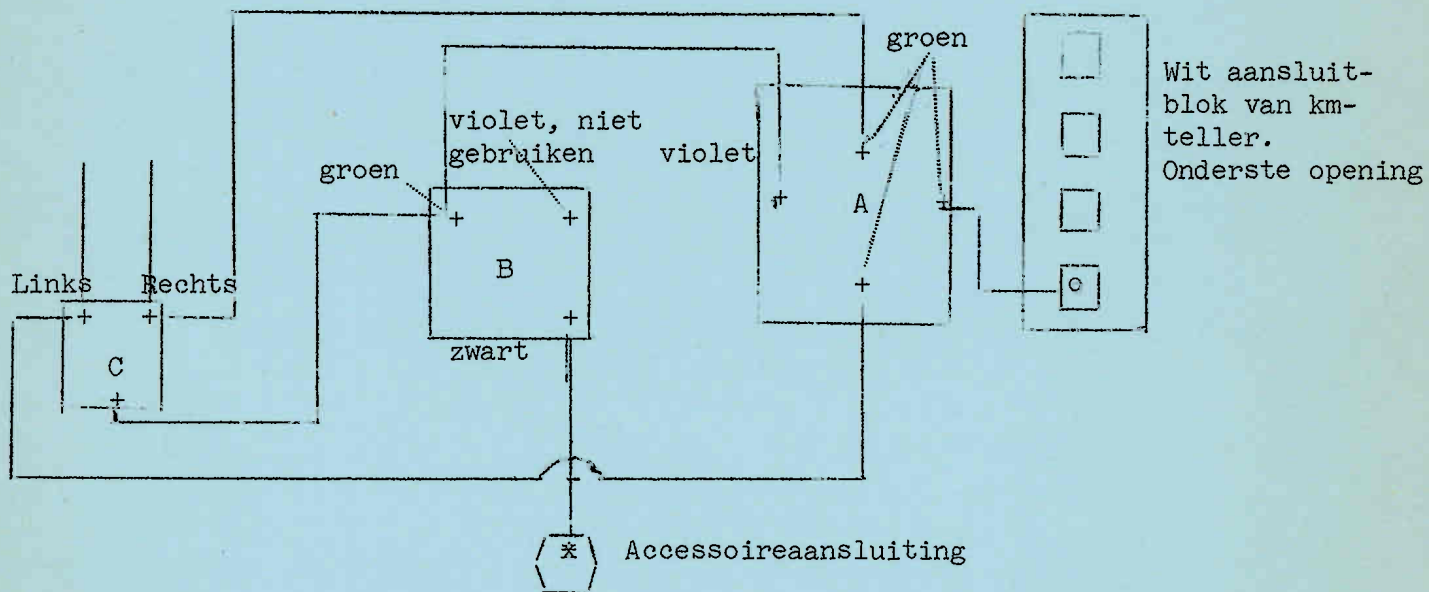 groen
Wit aansluit-
blok van km-
teller.
Onderste opening
violet, niet
gebruiken
violet
groen
A
B
Links
Rechts
zwart
C
Accessoireaansluiting